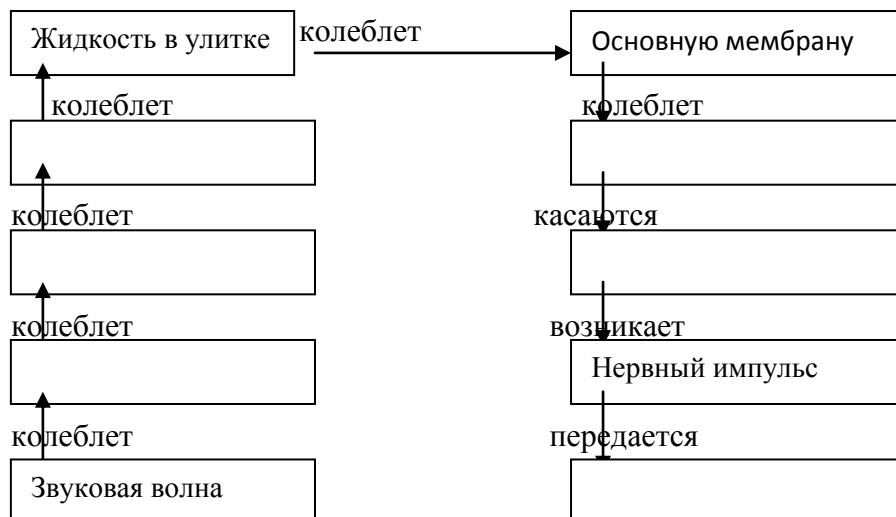 Жидкость в улитке
колеблет
Основную мембрану
колеблет
колеблет
колеблет
касаются
колеблет
возникает
Нервный импульс
колеблет
передается
Звуковая волна